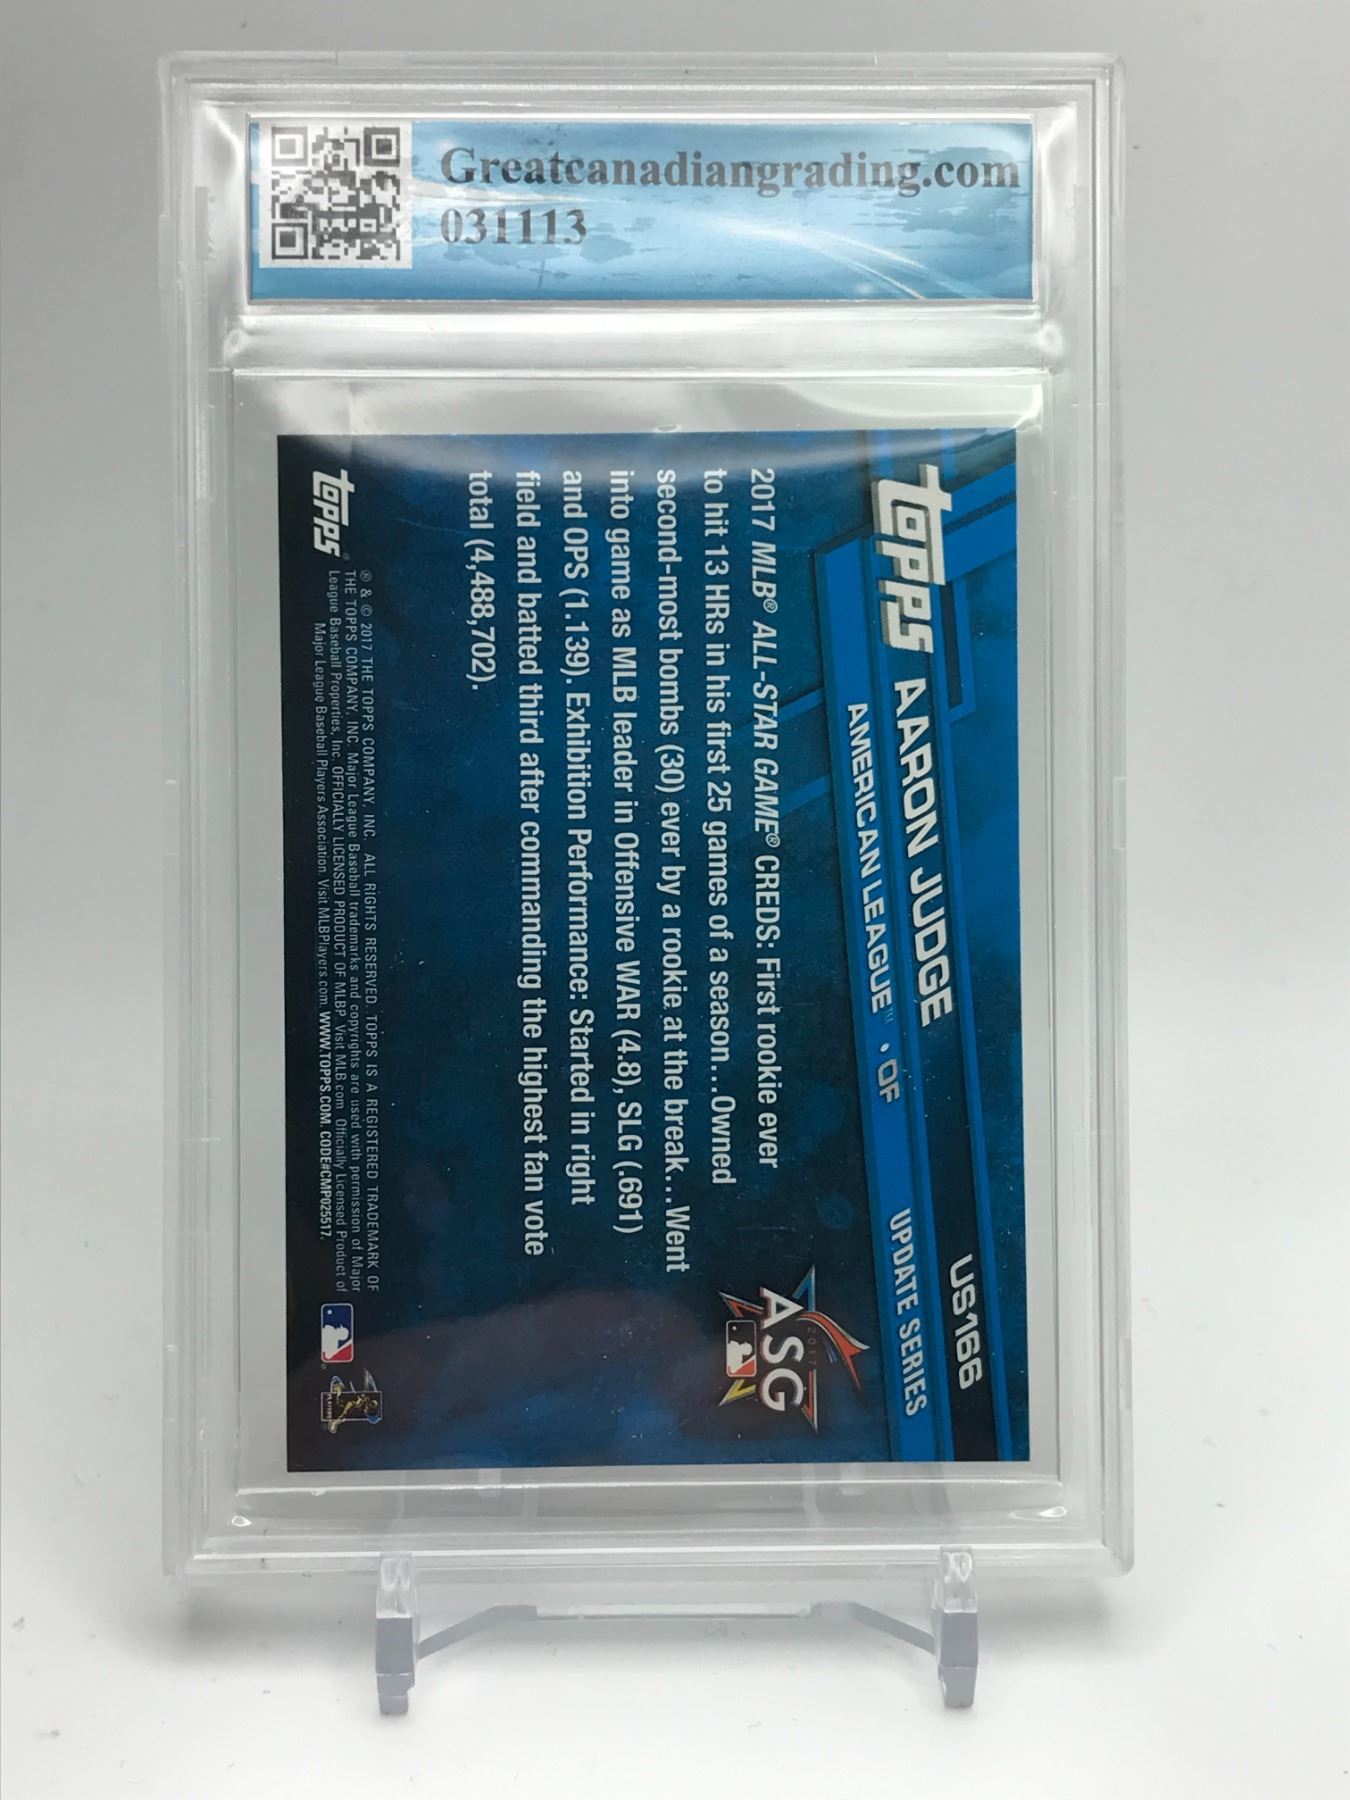 Greatcanadiangrading.com
031113
topps AARON JUDGE US166
AMERICAN LEAGUE™ • OF UPDATE SERIES
2017 MLB® ALL-STAR GAME® CREDS: First rookie ever
to hit 13 HRs in his first 25 games of a season...Owned
second-most bombs (30) ever by a rookie at the break...Went
into game as MLB leader in Offensive WAR (4.8), SLG (.691)
and OPS (1.139). Exhibition Performance: Started in right
field and batted third after commanding the highest fan vote
total (4,488,702).
2017
ASG
topps®
® & © 2017 THE TOPPS COMPANY, INC. ALL RIGHTS RESERVED. TOPPS IS A REGISTERED TRADEMARK OF
THE TOPPS COMPANY, INC. Major League Baseball trademarks and copyrights are used with permission of Major
League Baseball Properties, Inc. OFFICIALLY LICENSED PRODUCT OF MLBP. Visit MLB.com Officially Licensed Product of
Major League Baseball Players Association. Visit MLBPlayers.com. WWW.TOPPS.COM. CODE#CMP025517.
PLAYERS